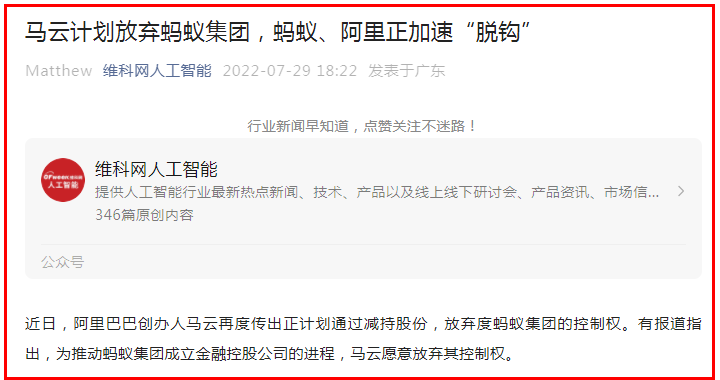 马云计划放弃蚂蚁集团，蚂蚁、阿里正加速“脱钩”
Matthew 维科网人工智能 2022-07-29 18:22 发表于广东
行业新闻早知道，点赞关注不迷路！
OFweek维科网
人工智能
维科网人工智能
提供人工智能行业最新热点新闻、技术、产品以及线上线下研讨会、产品资讯、市场信...
346篇原创内容
公众号
近日，阿里巴巴创办人马云再度传出正计划通过减持股份，放弃度蚂蚁集团的控制权。有报道指
出，为推动蚂蚁集团成立金融控股公司的进程，马云愿意放弃其控制权。